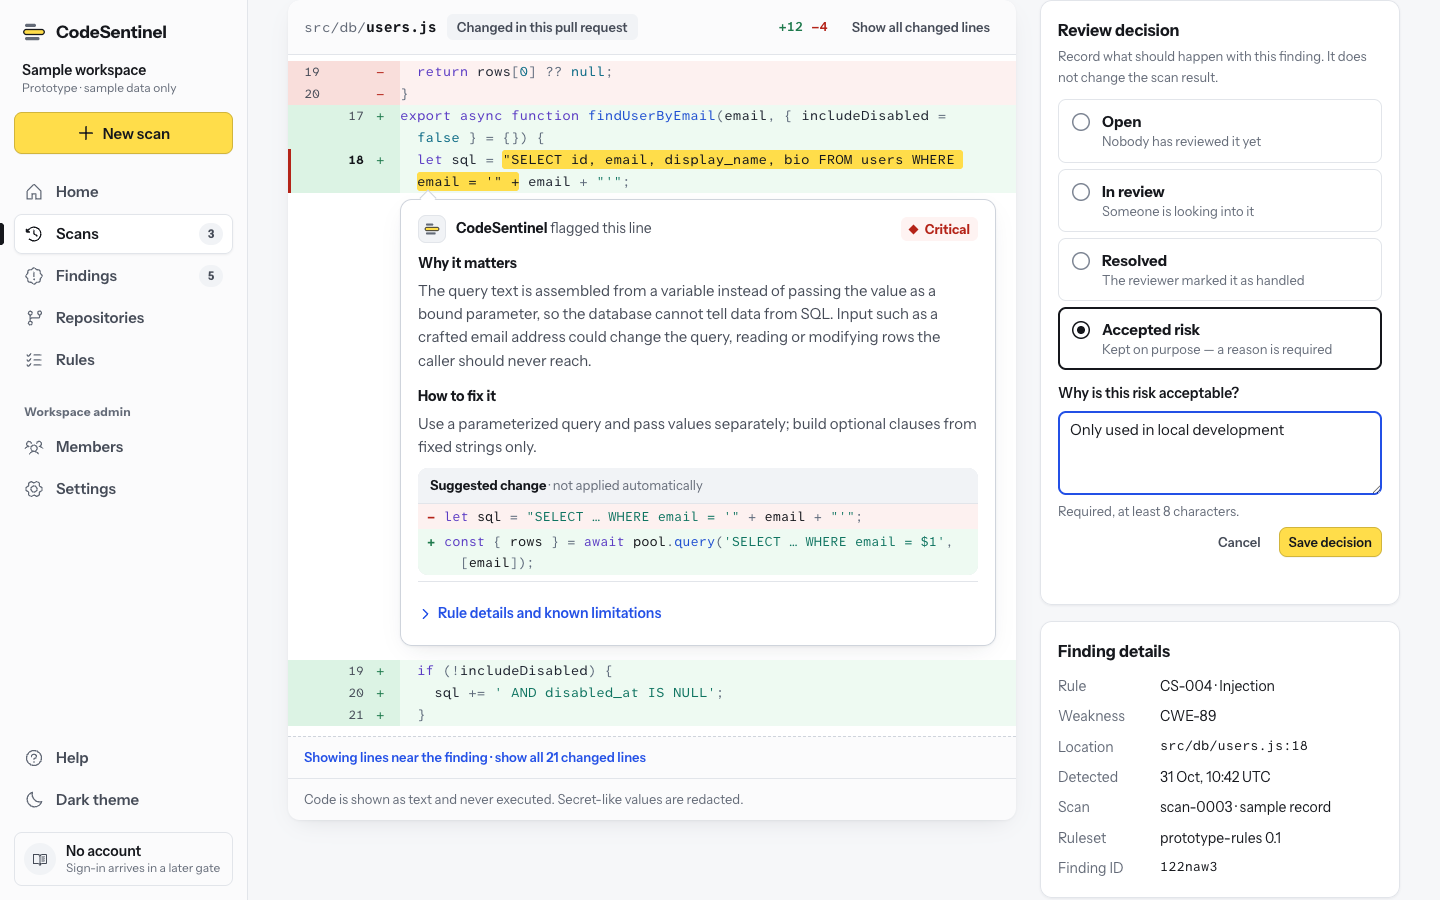 CodeSentinel
Sample workspace
Prototype · sample data only
New scan
Home
Scans 3
Findings 5
Repositories
Rules
Workspace admin
Members
Settings
Help
Dark theme
No account
Sign-in arrives in a later gate
src/db/users.js Changed in this pull request +12 −4 Show all changed lines
19 − return rows[0] ?? null;
20 − }
17 + export async function findUserByEmail(email, { includeDisabled =
false } = {}) {
18 + let sql = "SELECT id, email, display_name, bio FROM users WHERE
email = '" + email + "'";
CodeSentinel flagged this line Critical
Why it matters
The query text is assembled from a variable instead of passing the value as a
bound parameter, so the database cannot tell data from SQL. Input such as a
crafted email address could change the query, reading or modifying rows the
caller should never reach.
How to fix it
Use a parameterized query and pass values separately; build optional clauses from
fixed strings only.
Suggested change · not applied automatically
− let sql = "SELECT … WHERE email = '" + email + "'";
+ const { rows } = await pool.query('SELECT … WHERE email = $1',
[email]);
Rule details and known limitations
19 + if (!includeDisabled) {
20 + sql += ' AND disabled_at IS NULL';
21 + }
Showing lines near the finding · show all 21 changed lines
Code is shown as text and never executed. Secret-like values are redacted.
Review decision
Record what should happen with this finding. It does
not change the scan result.
Open
Nobody has reviewed it yet
In review
Someone is looking into it
Resolved
The reviewer marked it as handled
Accepted risk
Kept on purpose — a reason is required
Why is this risk acceptable?
Only used in local development
Required, at least 8 characters.
Cancel Save decision
Finding details
Rule CS-004 · Injection
Weakness CWE-89
Location src/db/users.js:18
Detected 31 Oct, 10:42 UTC
Scan scan-0003 · sample record
Ruleset prototype-rules 0.1
Finding ID 122naw3